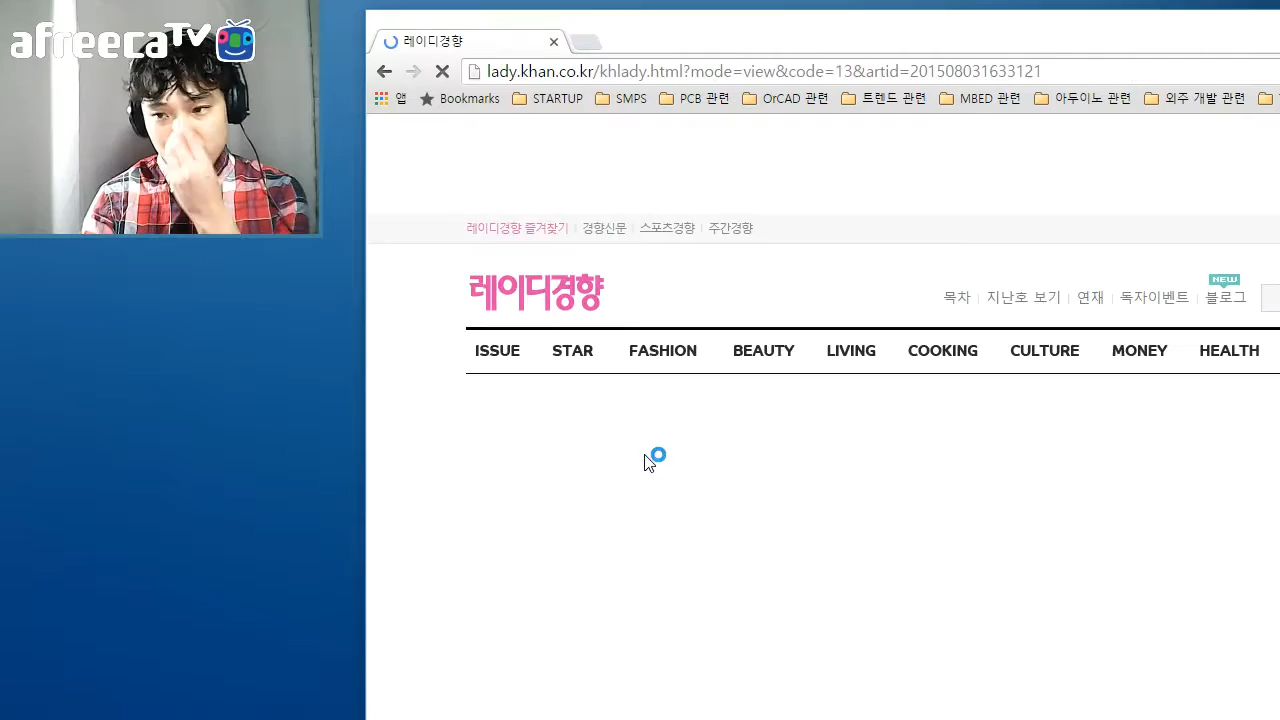 afreecaTV
레이디경향
lady.khan.co.kr/khlady.html?mode=view&code=13&artid=201508031633121
앱 Bookmarks STARTUP SMPS PCB 관련 OrCAD 관련 트렌드 관련 MBED 관련 아두이노 관련 외주 개발 관련
레이디경향 즐겨찾기 경향신문 스포츠경향 주간경향
레이디경향
NEW
목차 지난호 보기 연재 독자이벤트 블로그
ISSUE STAR FASHION BEAUTY LIVING COOKING CULTURE MONEY HEALTH